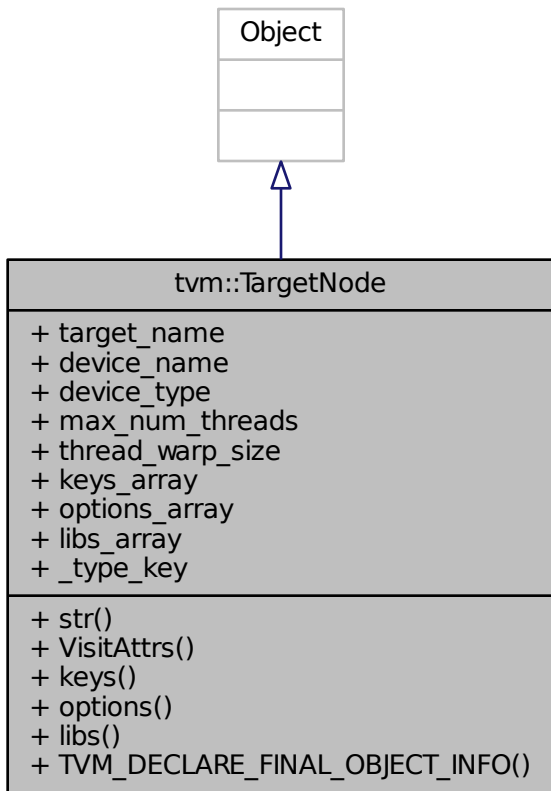 Object
tvm::TargetNode
+ target_name
+ device_name
+ device_type
+ max_num_threads
+ thread_warp_size
+ keys_array
+ options_array
+ libs_array
+ _type_key
+ str()
+ VisitAttrs()
+ keys()
+ options()
+ libs()
+ TVM_DECLARE_FINAL_OBJECT_INFO()